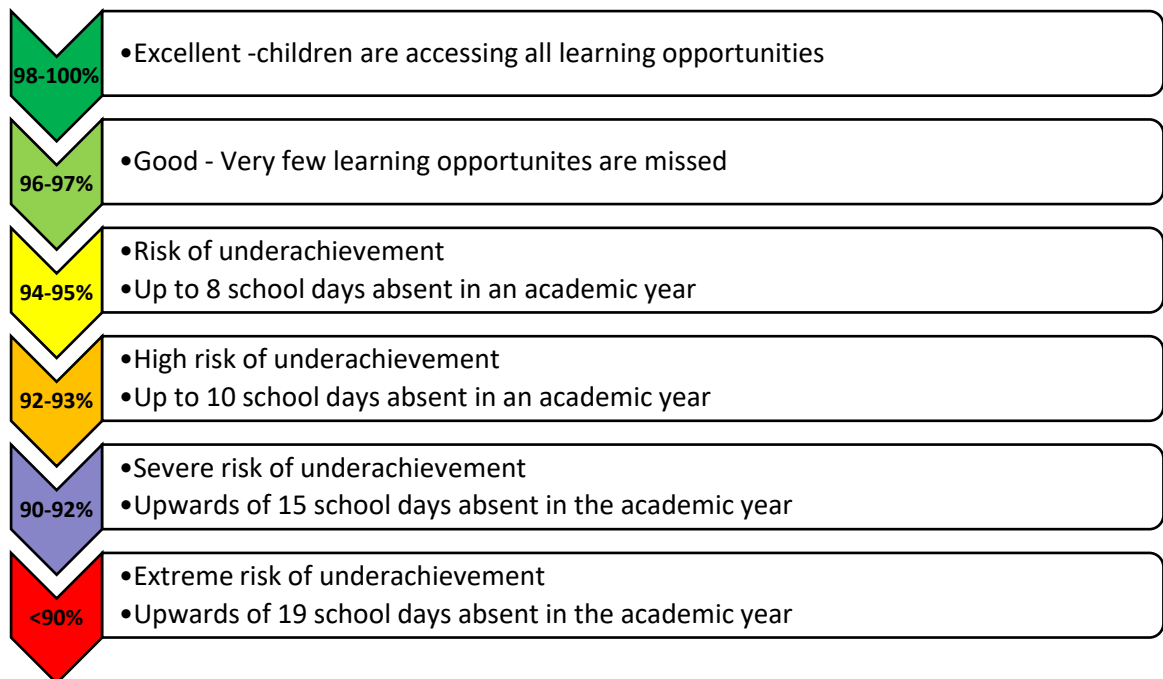 98-100%
•Excellent -children are accessing all learning opportunities
96-97%
•Good - Very few learning opportunites are missed
94-95%
•Risk of underachievement
•Up to 8 school days absent in an academic year
92-93%
•High risk of underachievement
•Up to 10 school days absent in an academic year
90-92%
•Severe risk of underachievement
•Upwards of 15 school days absent in the academic year
<90%
•Extreme risk of underachievement
•Upwards of 19 school days absent in the academic year